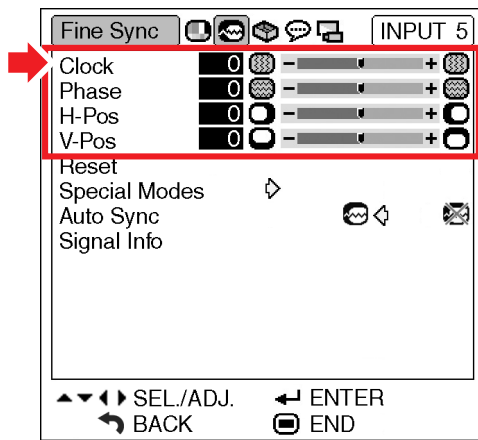 Fine Sync INPUT 5
Clock 0 - +
Phase 0 - +
H-Pos 0 - +
V-Pos 0 - +
Reset
Special Modes
Auto Sync
Signal Info
SEL./ADJ. ENTER
BACK END